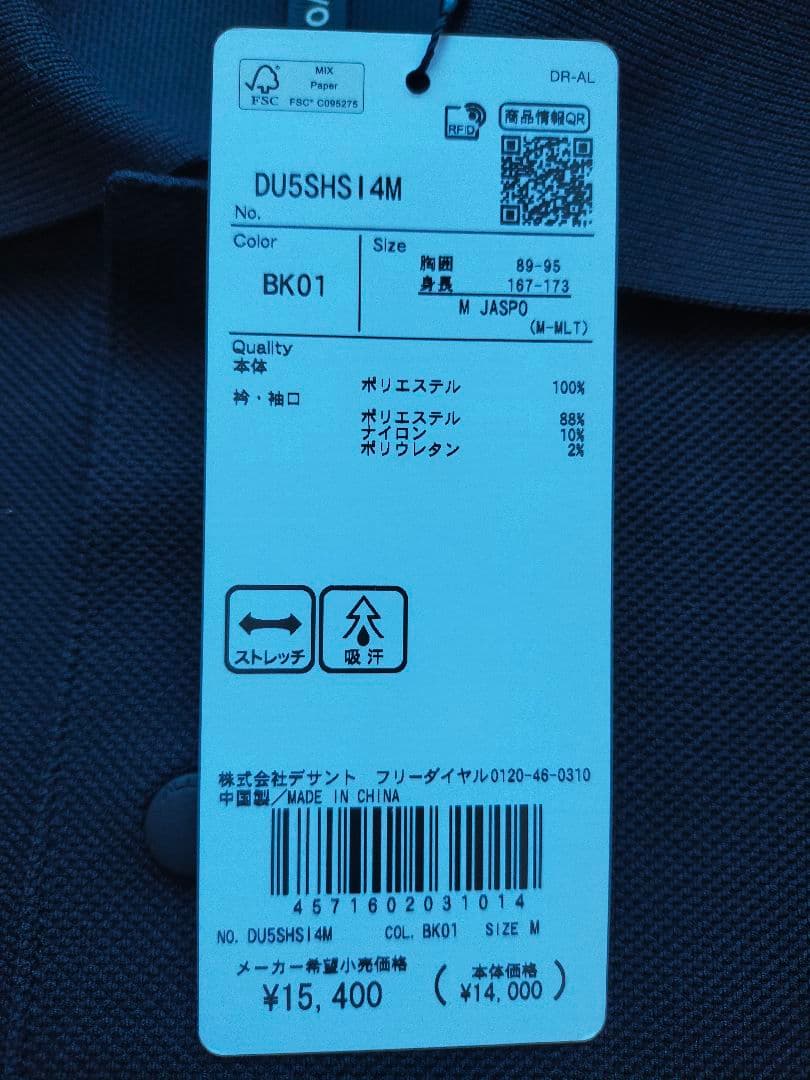 MIX
Paper
FSC® C095275
FSC
DR-AL
RFID
商品情報QR
DU5SHSI4M
No.
Color
BK01
Size
胸囲 89-95
身長 167-173
M JASPO
(M-MLT)
Quality
本体
ポリエステル 100%
衿・袖口
ポリエステル 88%
ナイロン 10%
ポリウレタン 2%
ストレッチ
吸汗
株式会社デサント フリーダイヤル0120-46-0310
中国製/MADE IN CHINA
4571602031014
NO. DU5SHSI4M COL. BK01 SIZE M
メーカー希望小売価格
¥15,400
(本体価格
¥14,000)